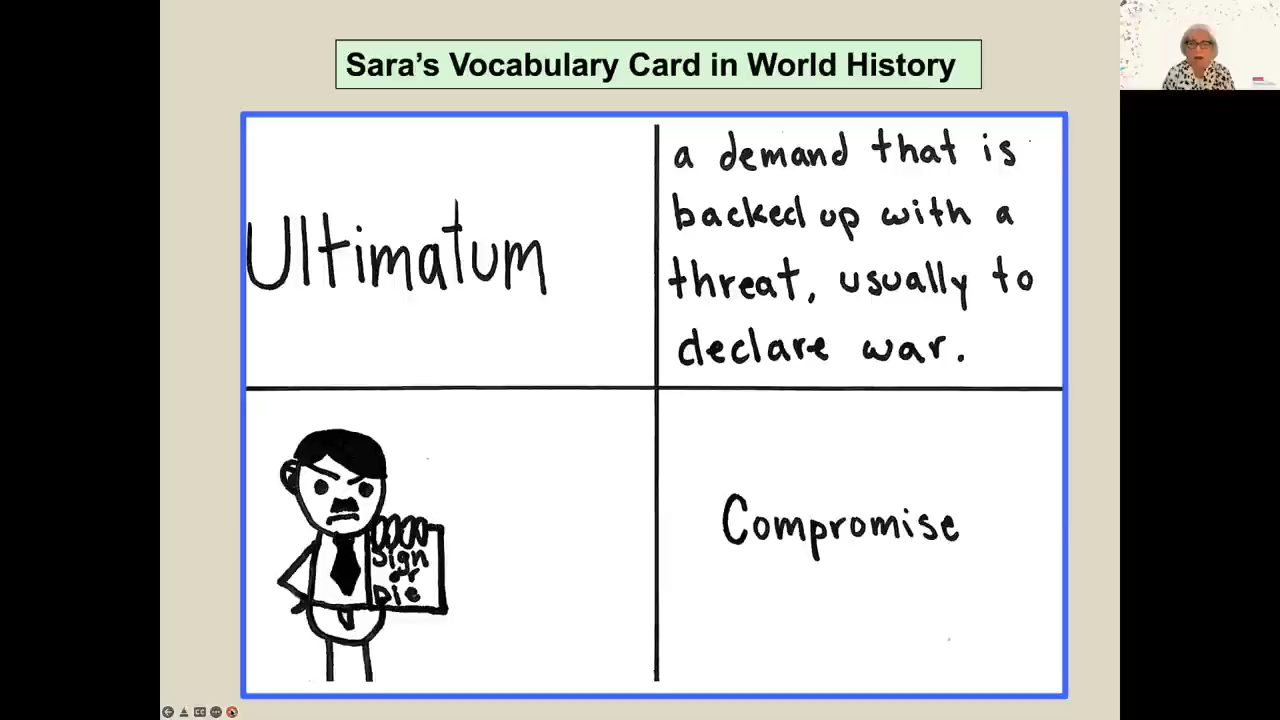 Sara's Vocabulary Card in World History
Ultimatum
a demand that is
backed up with a
threat, usually to
declare war.
Sign
or
Die
Compromise
CC